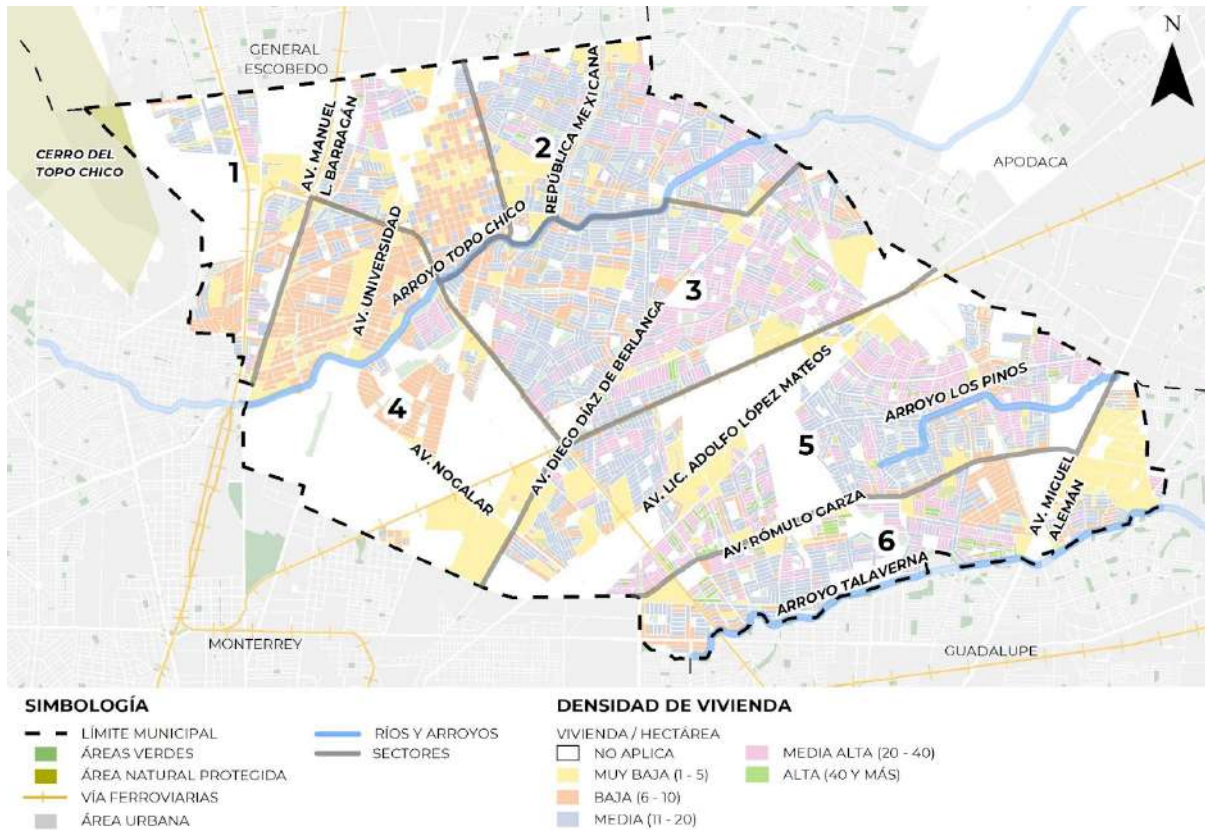 N
GENERAL
ESCOBEDO
CERRO DEL
TOPO CHICO
1
AV. MANUEL
L. BARRAGÁN
2
REPÚBLICA MEXICANA
APODACA
AV. UNIVERSIDAD
ARROYO TOPO CHICO
3
4
AV. NOGALAR
AV. DIEGO DÍAZ DE BERLANGA
AV. LIC. ADOLFO LÓPEZ MATEOS
5
ARROYO LOS PINOS
AV. RÓMULO GARZA
6
AV. MIGUEL
ALEMÁN
ARROYO TALAVERNA
MONTERREY
GUADALUPE
SIMBOLOGÍA
LÍMITE MUNICIPAL
ÁREAS VERDES
ÁREA NATURAL PROTEGIDA
VÍA FERROVIARIAS
ÁREA URBANA
RÍOS Y ARROYOS
SECTORES
DENSIDAD DE VIVIENDA
VIVIENDA / HECTÁREA
NO APLICA
MUY BAJA (1 - 5)
BAJA (6 - 10)
MEDIA (11 - 20)
MEDIA ALTA (20 - 40)
ALTA (40 Y MÁS)